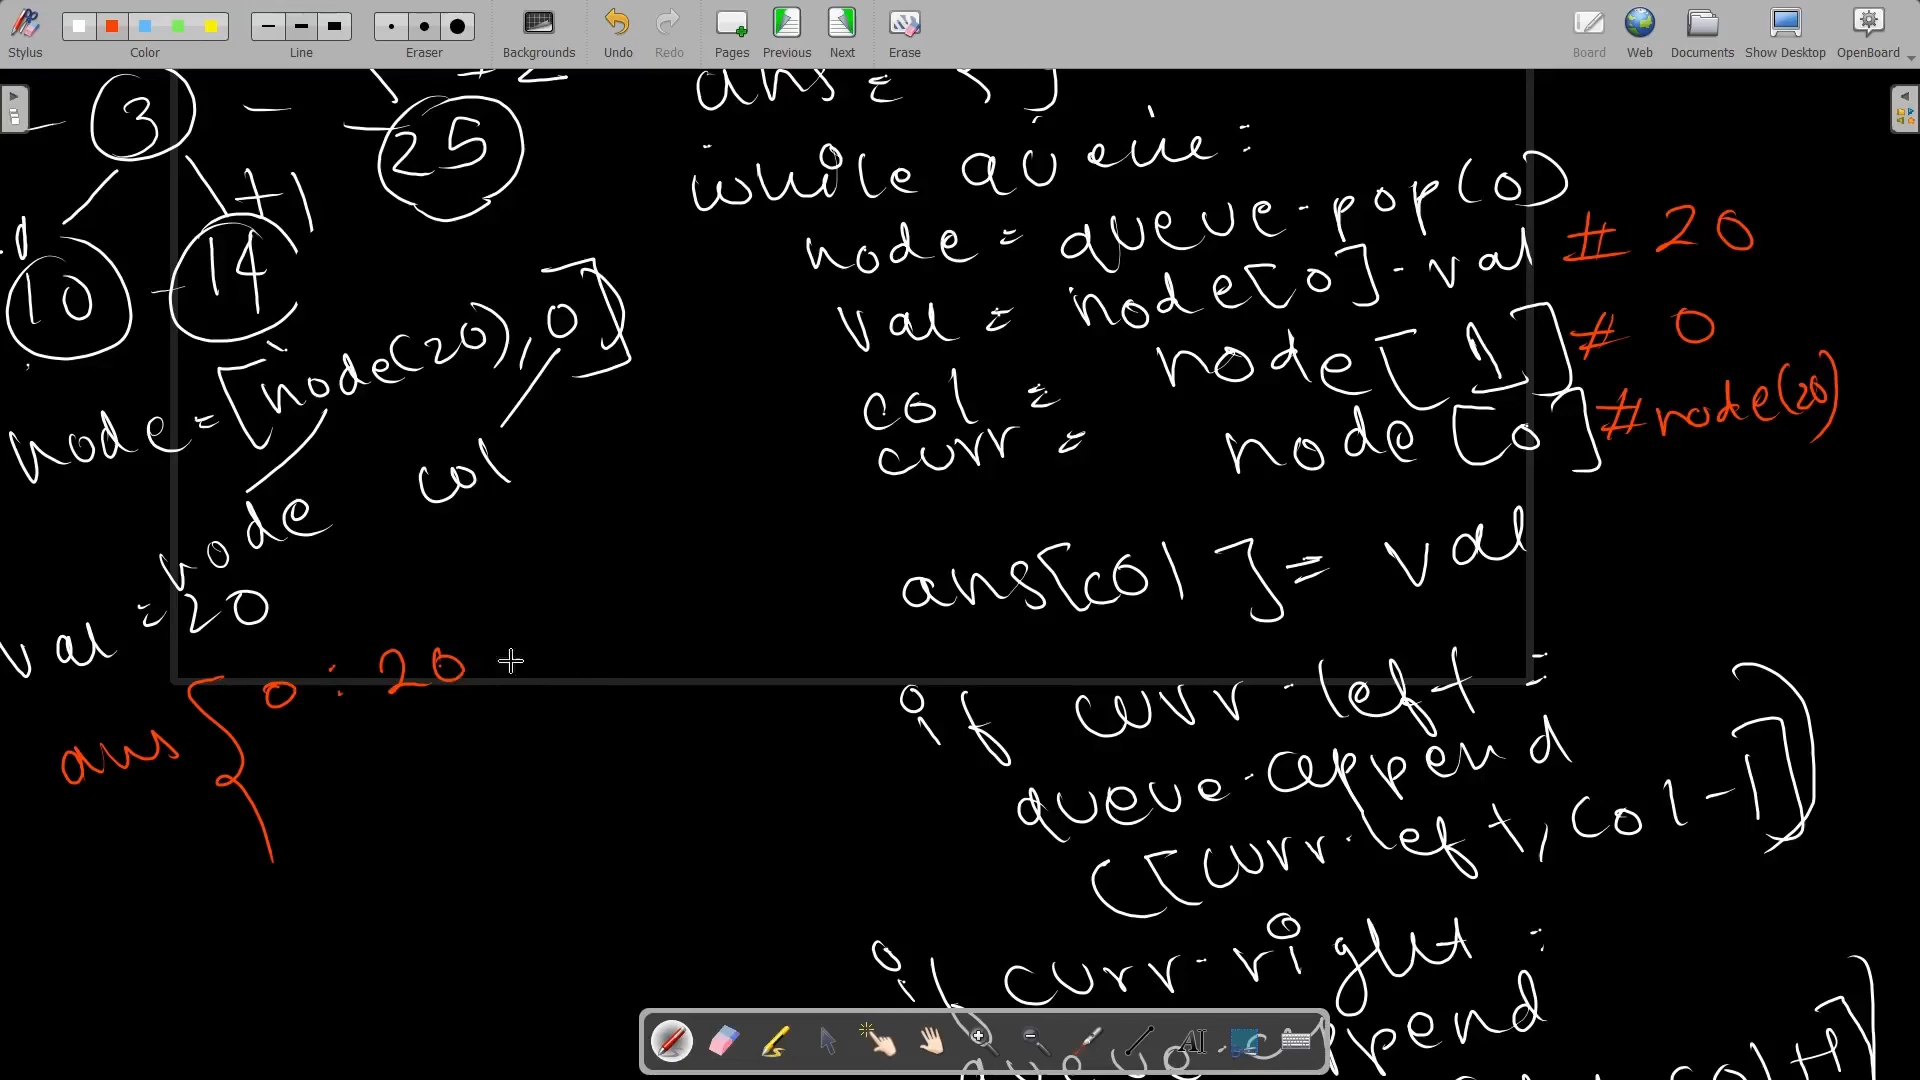 Stylus
Color
Line
Eraser
Backgrounds
Undo
Redo
Pages
Previous
Next
Erase
Board
Web
Documents
Show Desktop
OpenBoard
3
+2
25
+1
10
14
node = [node(20), 0]
node
col
val = 20
ans { 0 : 20
ans = { }
while queue:
node = queue.pop(0)
val = node[0].val # 20
col = node[1] # 0
curr = node[0] #node(20)
ans[col] = val
if curr.left :
queue.append
([curr.left, col-1])
if curr.right :